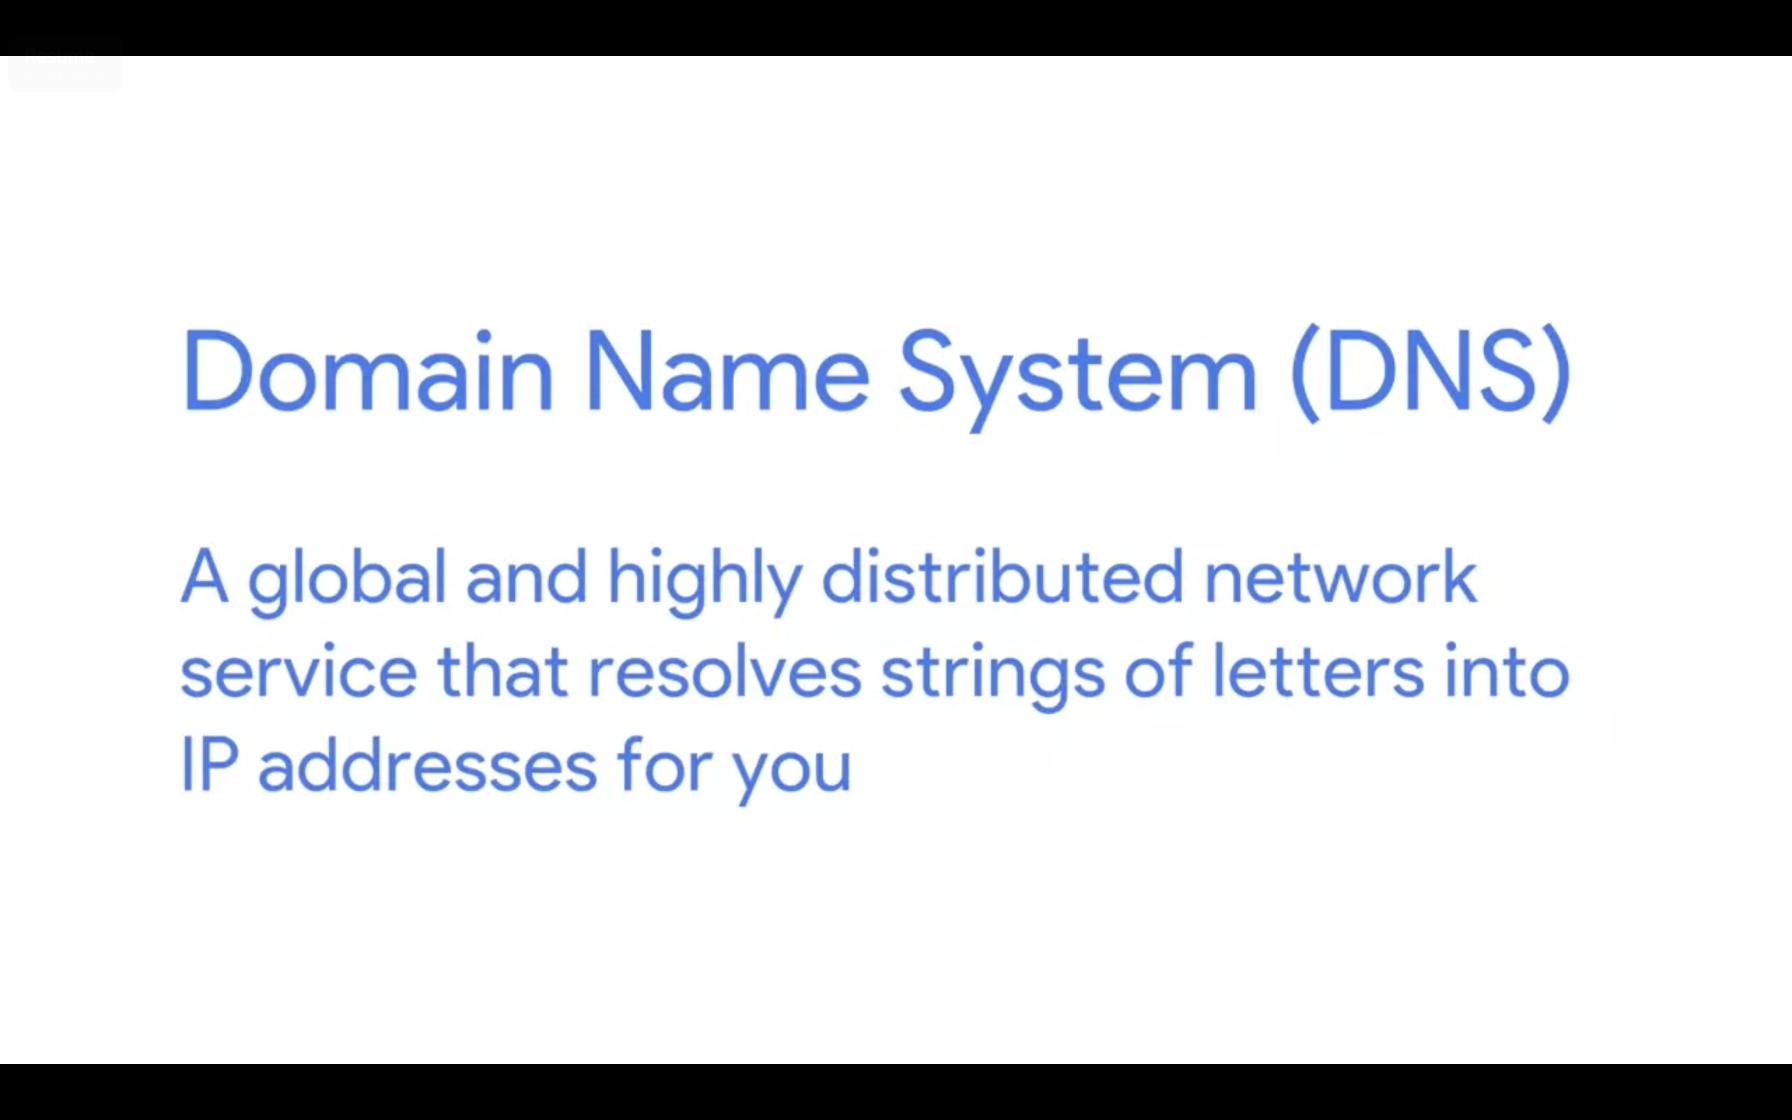 Domain Name System (DNS)
A global and highly distributed network
service that resolves strings of letters into
IP addresses for you